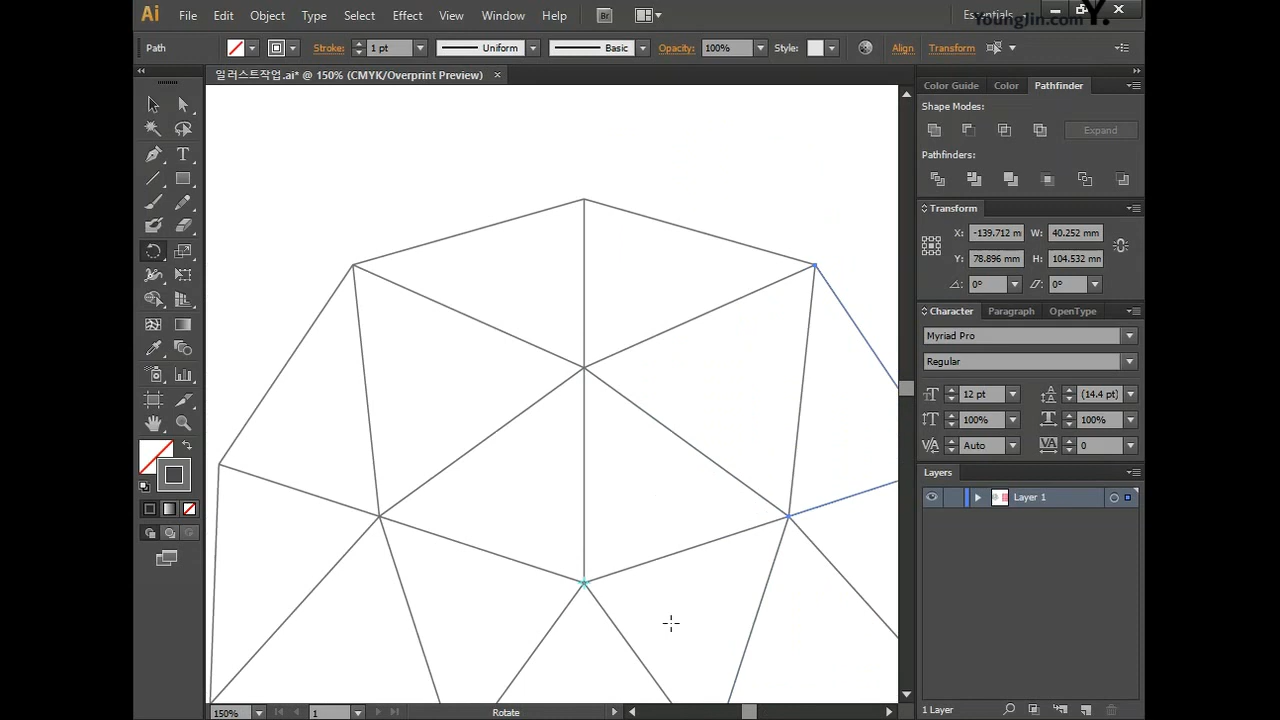 Ai File Edit Object Type Select Effect View Window Help Br Essentials
YoungJin.com Y.
Path Stroke: 1 pt Uniform Basic Opacity: 100% Style: Align Transform
일러스트작업.ai* @ 150% (CMYK/Overprint Preview) ×
Color Guide Color Pathfinder
Shape Modes:
Expand
Pathfinders:
Transform
X: -139.712 m W: 40.252 mm
Y: 78.896 mm H: 104.532 mm
0° 0°
Character Paragraph OpenType
Myriad Pro
Regular
12 pt (14.4 pt)
100% 100%
Auto 0
Layers
Layer 1
1 Layer
150% 1 Rotate